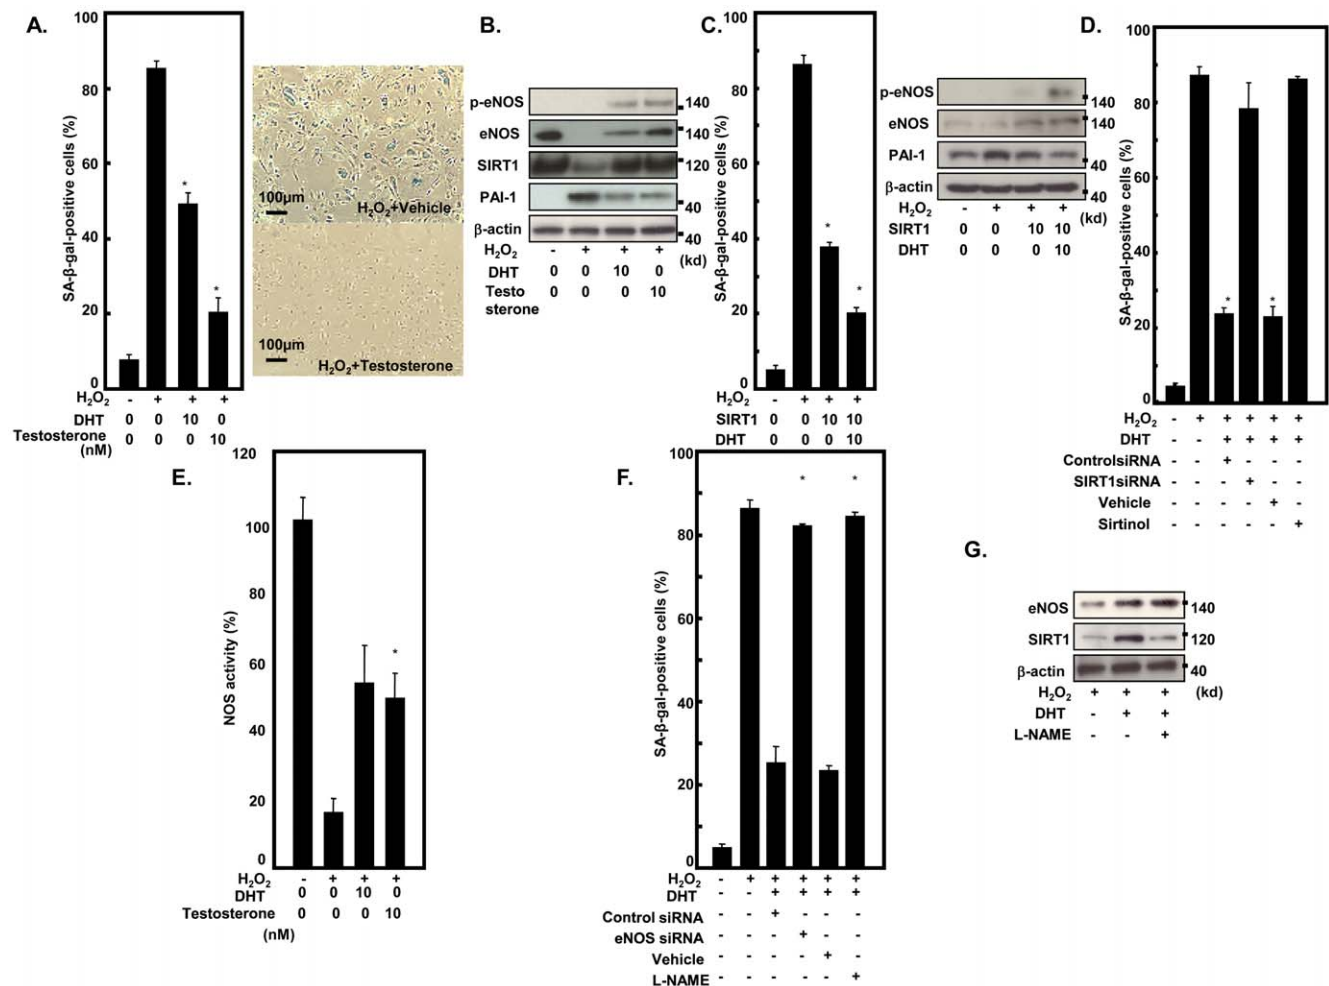 A.
100
80
60
40
20
0
SA-β-gal-positive cells (%)
*
*
H₂O₂ - + + +
DHT 0 0 10 0
Testosterone 0 0 0 10
(nM)
100μm
H₂O₂+Vehicle
100μm
H₂O₂+Testosterone
B.
p-eNOS 140
eNOS 140
SIRT1 120
PAI-1 40
β-actin 40
H₂O₂ - + + + (kd)
DHT 0 0 10 0
Testo 0 0 0 10
sterone
C.
100
80
60
40
20
0
SA-β-gal-positive cells (%)
*
*
H₂O₂ - + + +
SIRT1 0 0 10 10
DHT 0 0 0 10
p-eNOS 140
eNOS 140
PAI-1 40
β-actin 40
H₂O₂ - + + + (kd)
SIRT1 0 0 10 10
DHT 0 0 0 10
D.
100
80
60
40
20
0
SA-β-gal-positive cells (%)
*
*
H₂O₂ - + + + + +
DHT - - + + + +
ControlsiRNA - - + - - -
SIRT1siRNA - - - + - -
Vehicle - - - - + -
Sirtinol - - - - - +
E.
120
100
80
60
40
20
0
NOS activity (%)
*
H₂O₂ - + + +
DHT 0 0 10 0
Testosterone 0 0 0 10
(nM)
F.
100
80
60
40
20
0
SA-β-gal-positive cells (%)
*
*
H₂O₂ - + + + + +
DHT - - + + + +
Control siRNA - - + - - -
eNOS siRNA - - - + - -
Vehicle - - - - + -
L-NAME - - - - - +
G.
eNOS 140
SIRT1 120
β-actin 40
H₂O₂ + + + (kd)
DHT - + +
L-NAME - - +